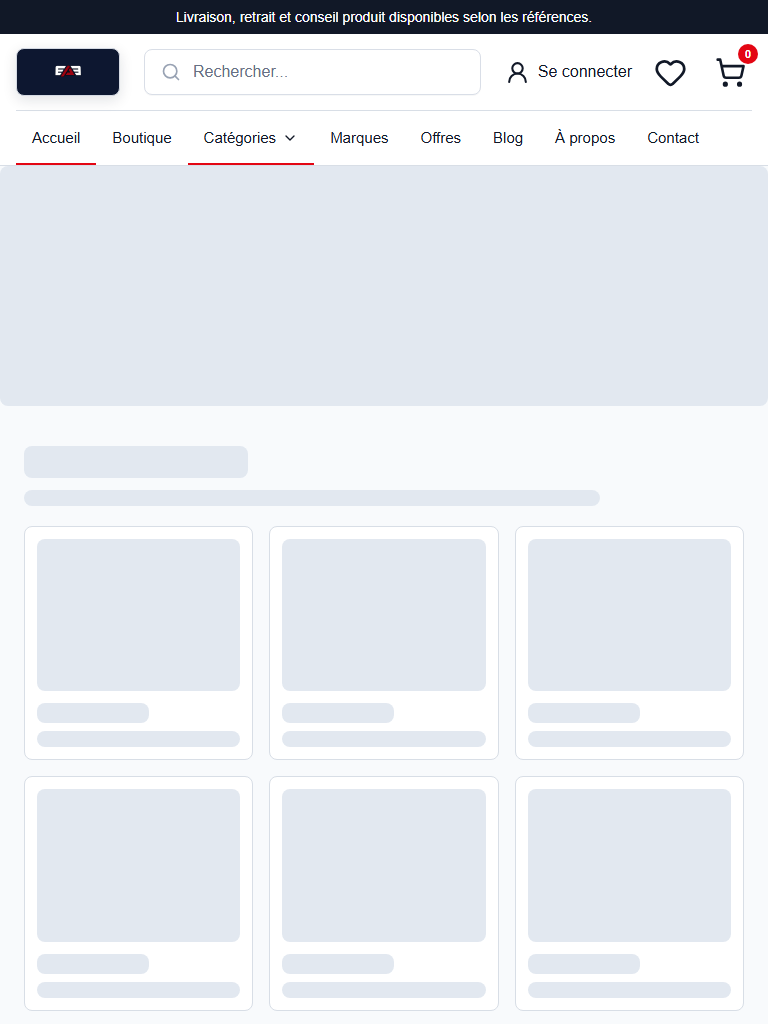 Livraison, retrait et conseil produit disponibles selon les références.
Rechercher...
Se connecter
0
Accueil
Boutique
Catégories
Marques
Offres
Blog
À propos
Contact